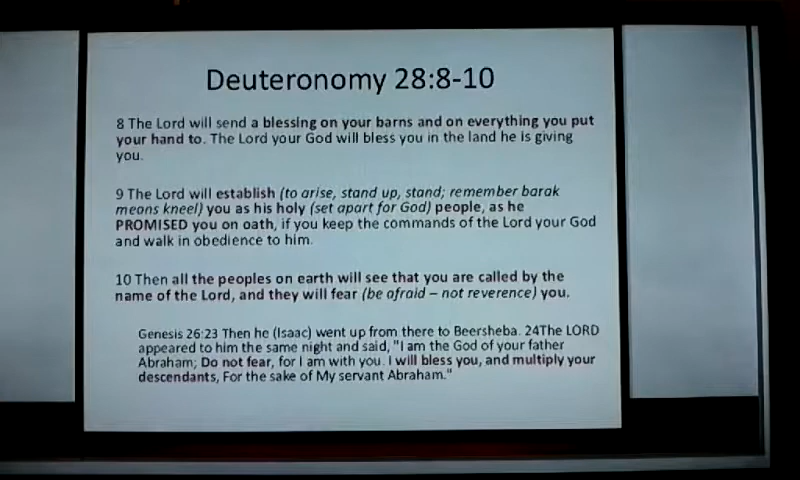 Deuteronomy 28:8-10
8 The Lord will send a blessing on your barns and on everything you put
your hand to. The Lord your God will bless you in the land he is giving
you.
9 The Lord will establish (to arise, stand up, stand; remember barak
means kneel) you as his holy (set apart for God) people, as he
PROMISED you on oath, if you keep the commands of the Lord your God
and walk in obedience to him.
10 Then all the peoples on earth will see that you are called by the
name of the Lord, and they will fear (be afraid – not reverence) you.
Genesis 26:23 Then he (Isaac) went up from there to Beersheba. 24The LORD
appeared to him the same night and said, "I am the God of your father
Abraham; Do not fear, for I am with you. I will bless you, and multiply your
descendants, For the sake of My servant Abraham."